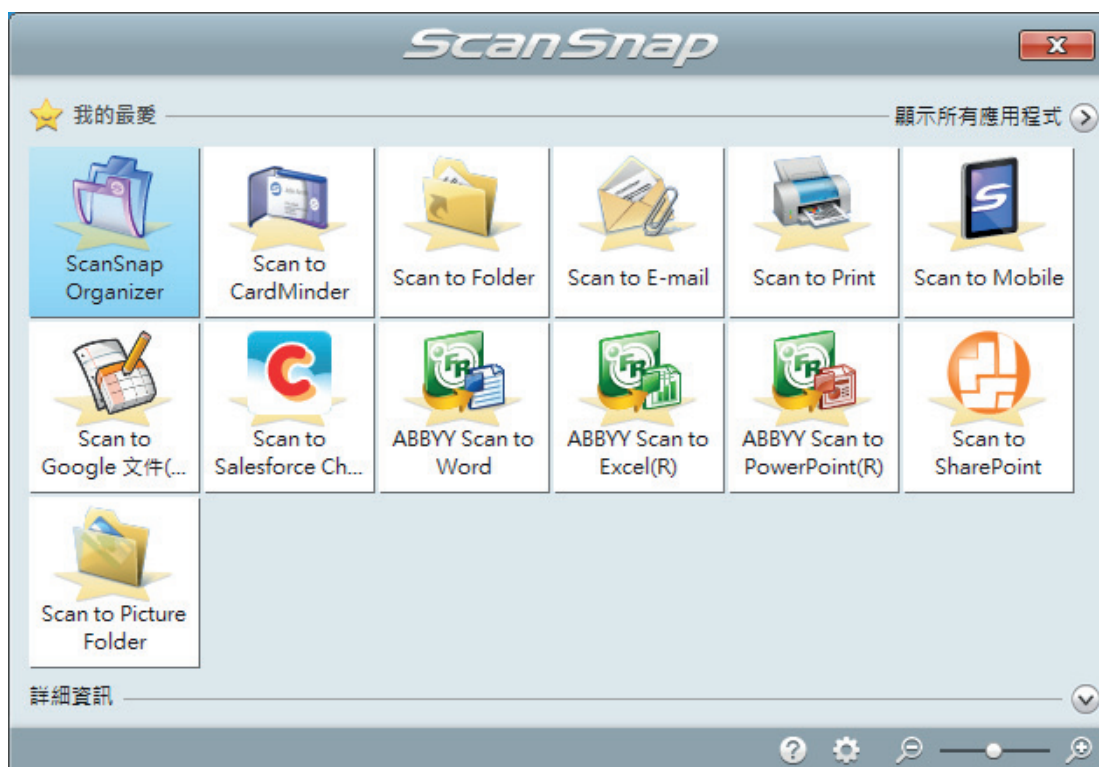 ScanSnap
我的最愛
顯示所有應用程式
ScanSnap
Organizer
Scan to
CardMinder
Scan to Folder
Scan to E-mail
Scan to Print
Scan to Mobile
Scan to
Google 文件(...
Scan to
Salesforce Ch...
ABBYY Scan to
Word
ABBYY Scan to
Excel(R)
ABBYY Scan to
PowerPoint(R)
Scan to
SharePoint
Scan to Picture
Folder
詳細資訊